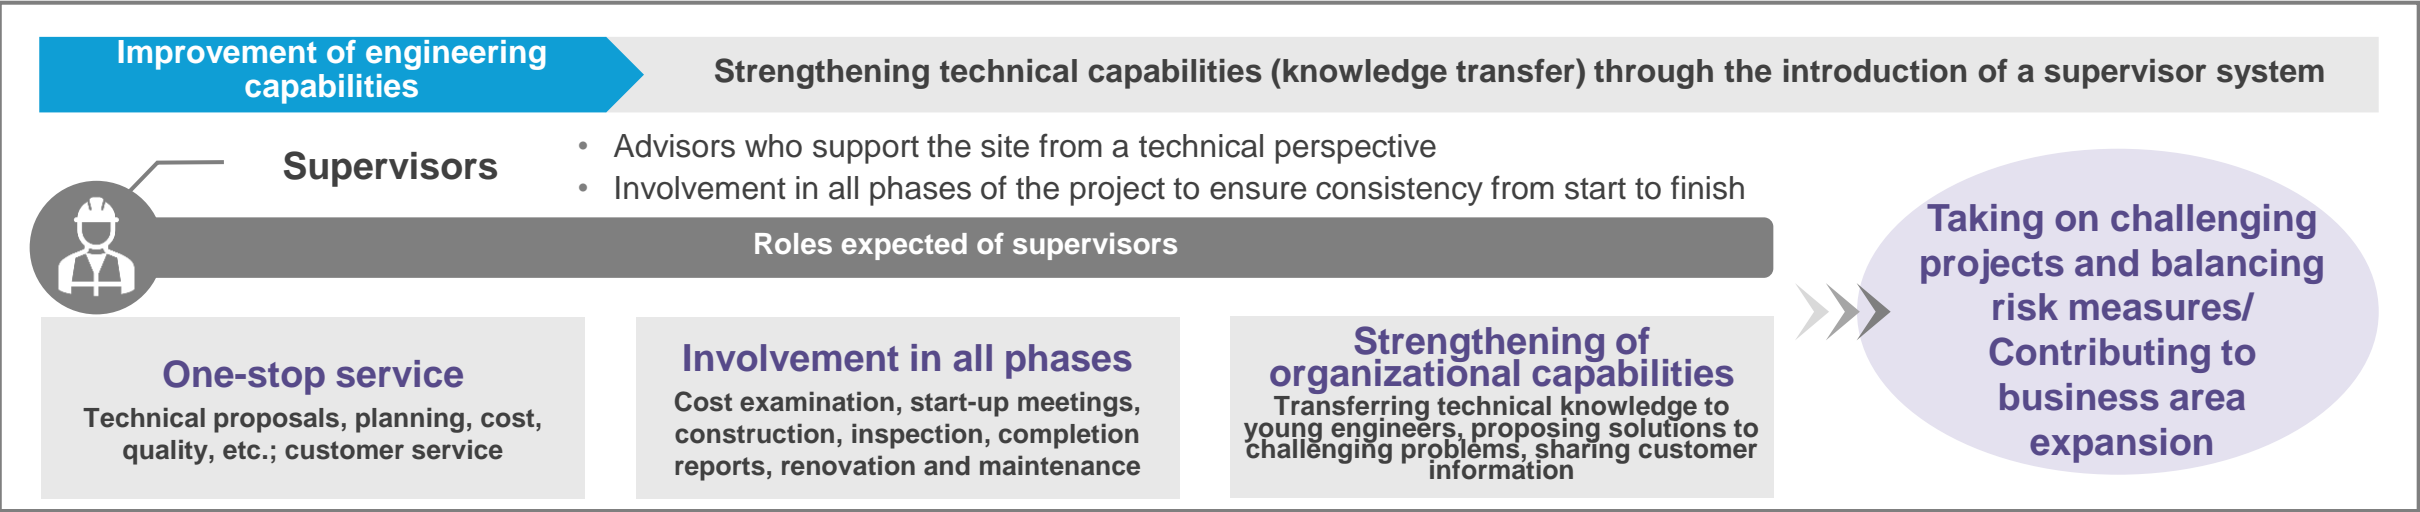 Improvement of engineering
capabilities
Strengthening technical capabilities (knowledge transfer) through the introduction of a supervisor system
Supervisors
• Advisors who support the site from a technical perspective
• Involvement in all phases of the project to ensure consistency from start to finish
Roles expected of supervisors
One-stop service
Technical proposals, planning, cost,
quality, etc.; customer service
Involvement in all phases
Cost examination, start-up meetings,
construction, inspection, completion
reports, renovation and maintenance
Strengthening of
organizational capabilities
Transferring technical knowledge to
young engineers, proposing solutions to
challenging problems, sharing customer
information
Taking on challenging
projects and balancing
risk measures/
Contributing to
business area
expansion